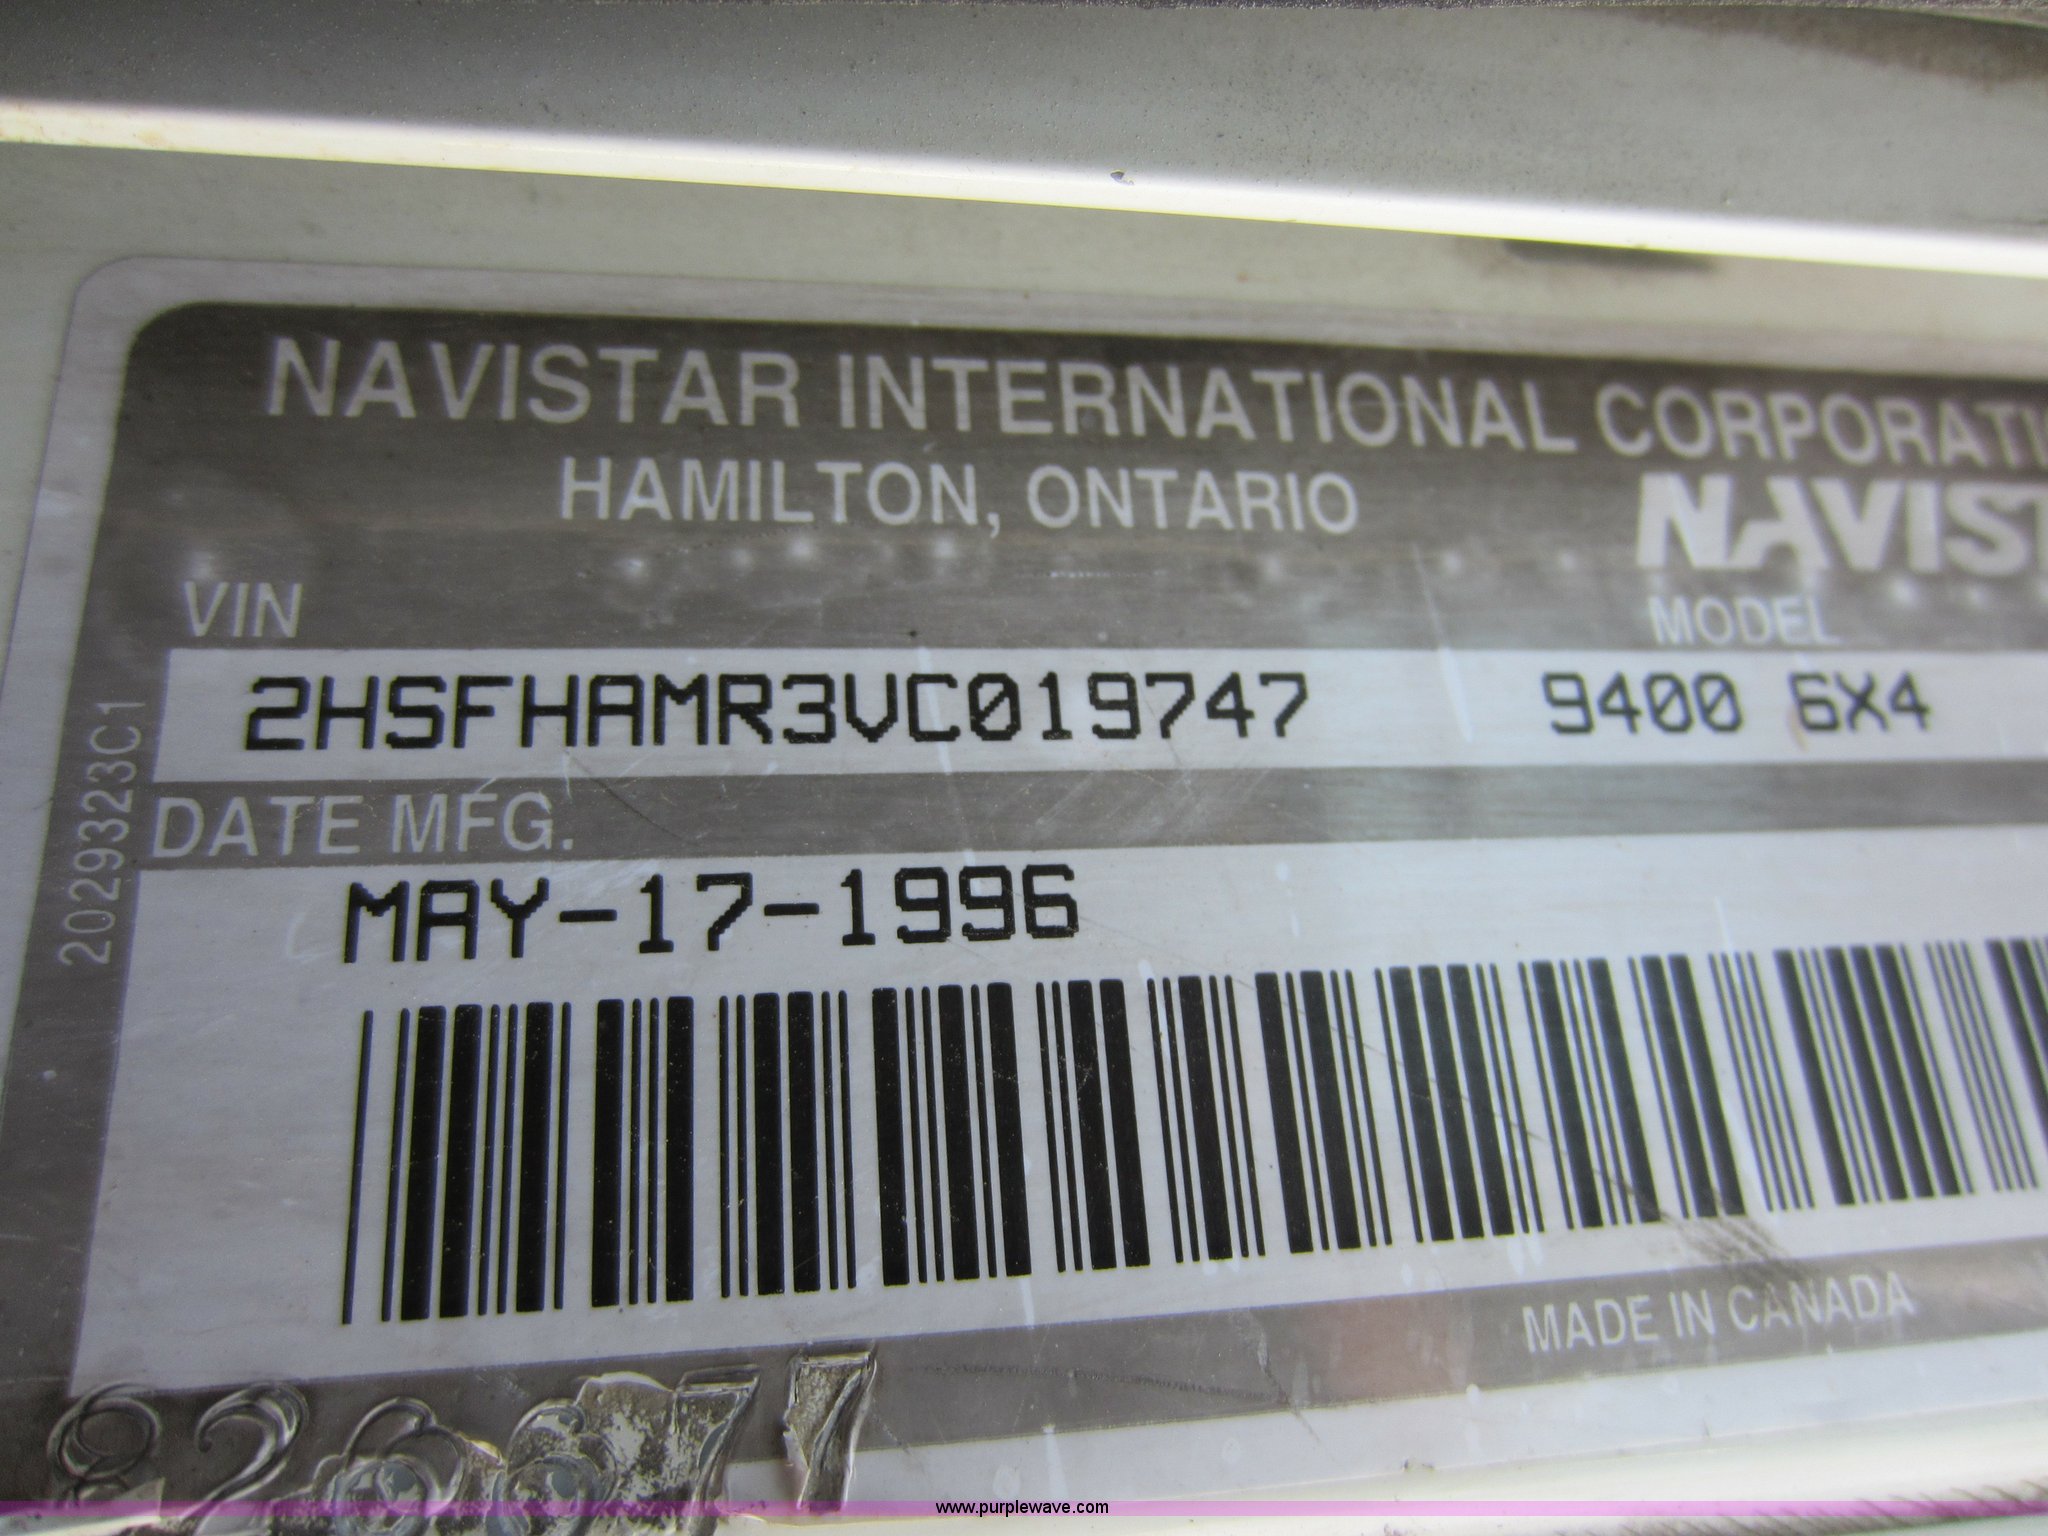 NAVISTAR INTERNATIONAL CORPORATI
HAMILTON, ONTARIO
NAVIST
VIN
MODEL
2HSFHAMR3VC019747
9400 6X4
DATE MFG.
MAY-17-1996
2029323C1
MADE IN CANADA
www.purplewave.com